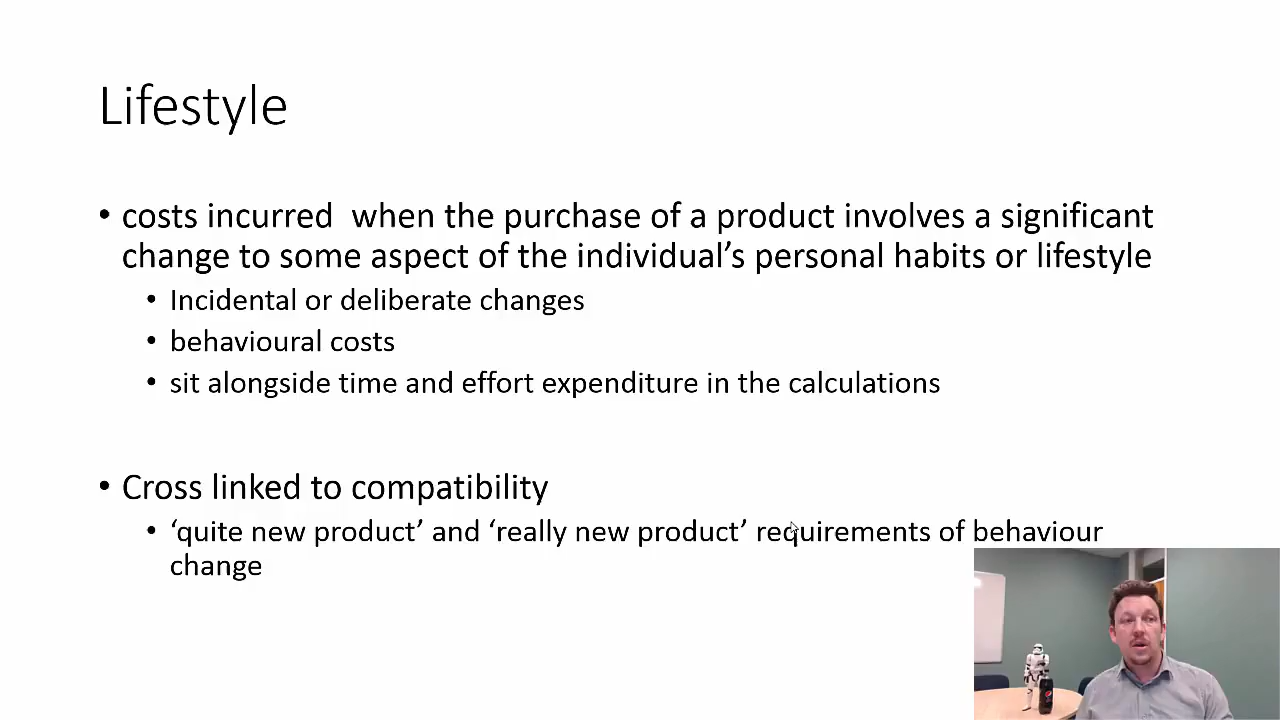 Lifestyle
• costs incurred  when the purchase of a product involves a significant
change to some aspect of the individual’s personal habits or lifestyle
• Incidental or deliberate changes
• behavioural costs
• sit alongside time and effort expenditure in the calculations
• Cross linked to compatibility
• ‘quite new product’ and ‘really new product’ requirements of behaviour
change